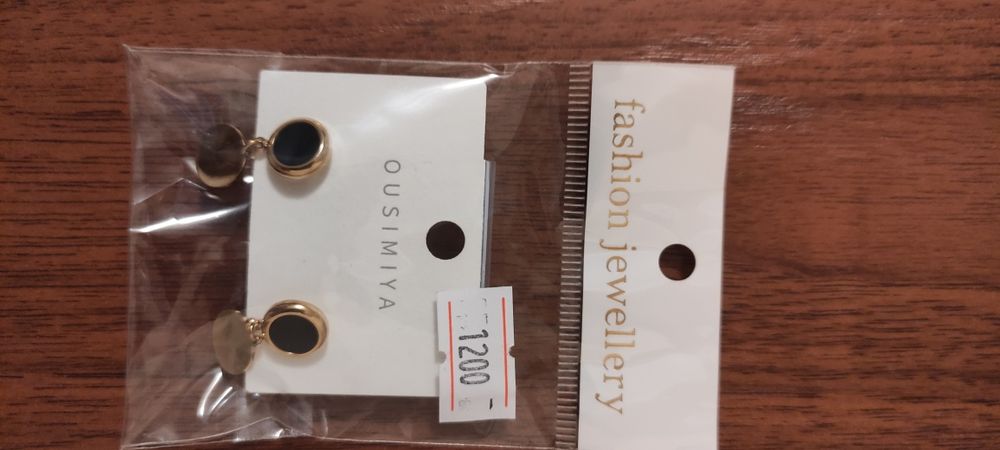 fashion jewellery
OUSIMIYA
1200 -